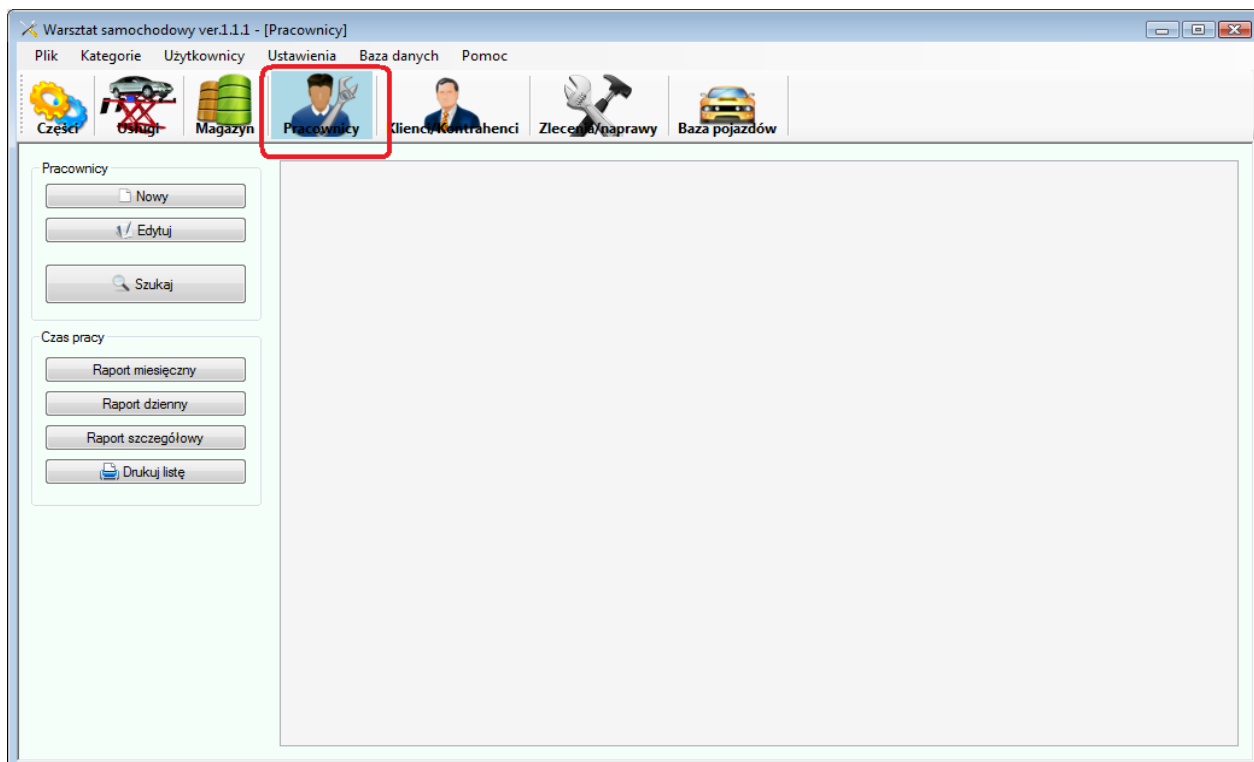 Warsztat samochodowy ver.1.1.1 - [Pracownicy]
Plik Kategorie Użytkownicy Ustawienia Baza danych Pomoc
Części Usługi Magazyn Pracownicy Klienci/Kontrahenci Zlecenia/naprawy Baza pojazdów
Pracownicy
Nowy
Edytuj
Szukaj
Czas pracy
Raport miesięczny
Raport dzienny
Raport szczegółowy
Drukuj listę